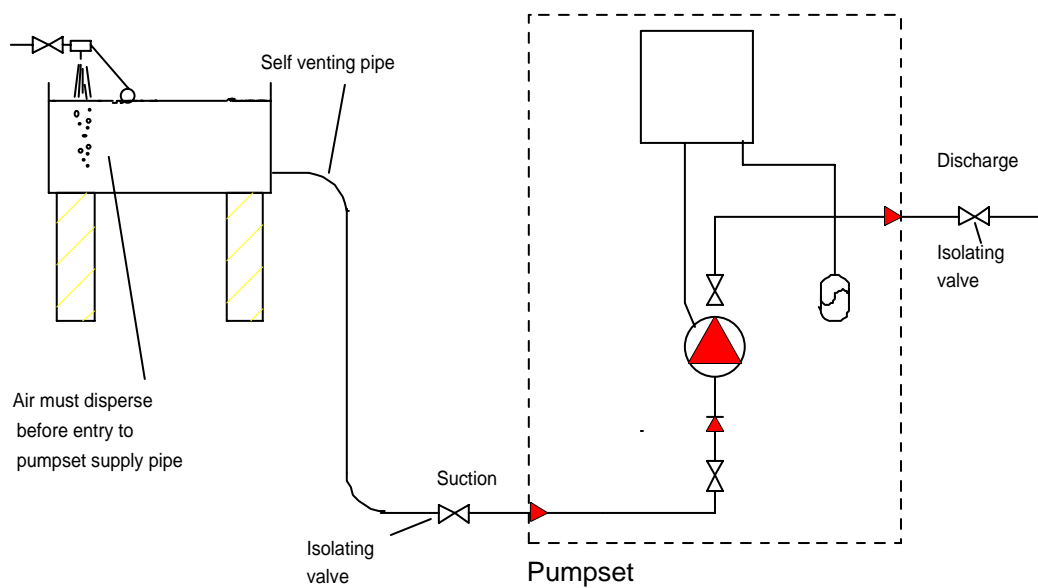 Self venting pipe
Discharge
Isolating
valve
Air must disperse
before entry to
pumpset supply pipe
Suction
Isolating
valve
Pumpset